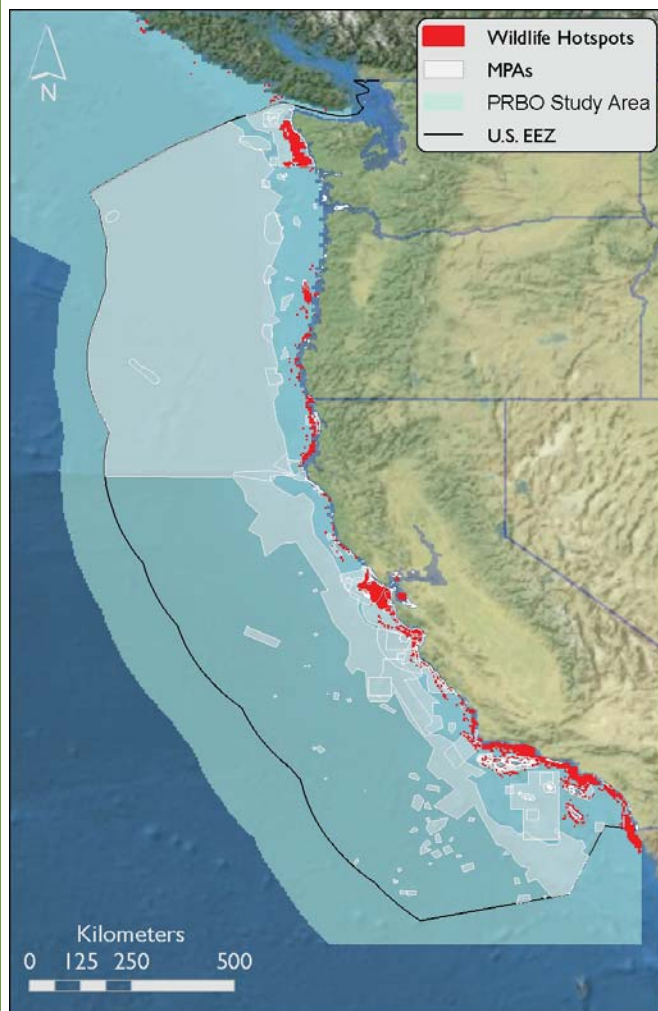 N
Wildlife Hotspots
MPAs
PRBO Study Area
U.S. EEZ
Kilometers
0 125 250 500